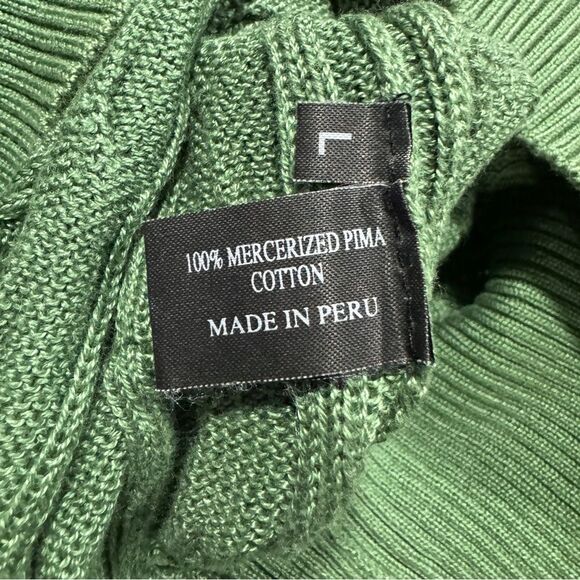 L
100% MERCERIZED PIMA
COTTON
MADE IN PERU